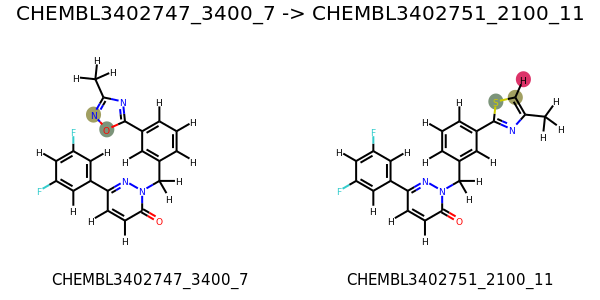 CHEMBL3402747_3400_7 -> CHEMBL3402751_2100_11
H H H N N O H H H H H H N N O H H H H H F F
H S N H H H H H H H H H N N O H H H H H F F
CHEMBL3402747_3400_7 CHEMBL3402751_2100_11